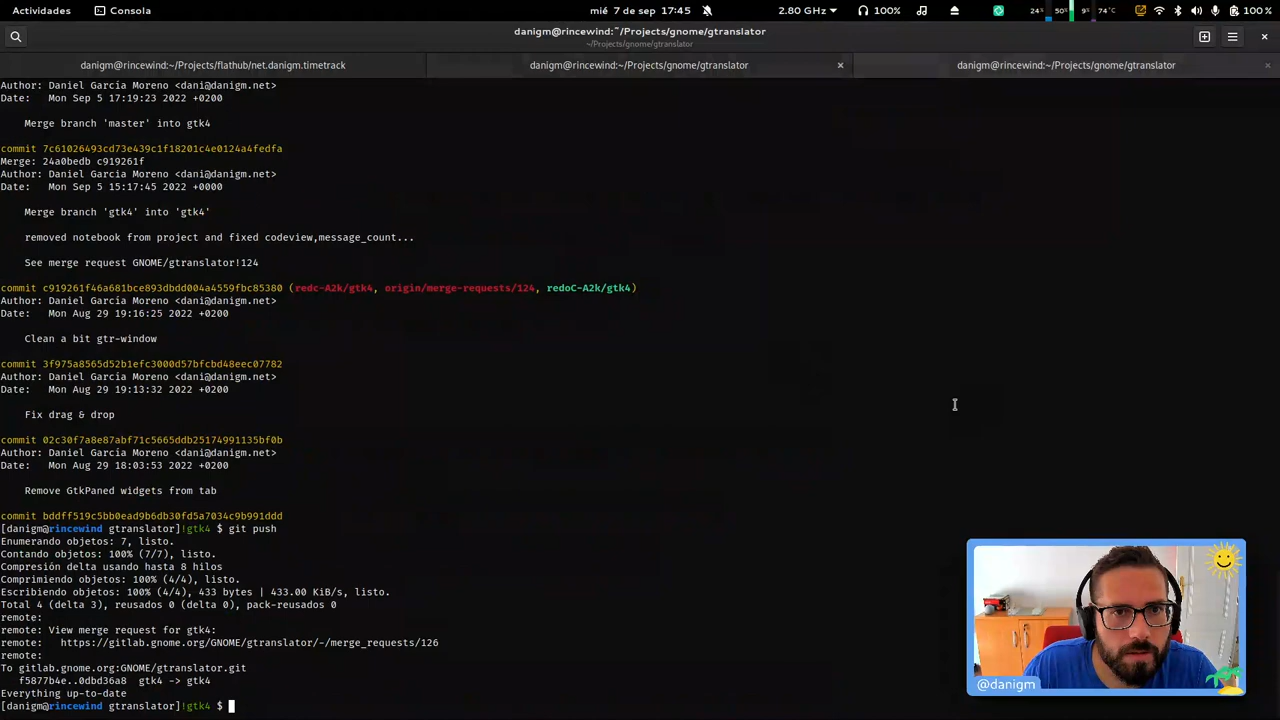 Actividades
Consola
mié 7 de sep 17:45
2.80 GHz
100%
24%
50%
9%
74°C
100 %
danigm@rincewind:~/Projects/gnome/gtranslator
~/Projects/gnome/gtranslator
danigm@rincewind:~/Projects/flathub/net.danigm.timetrack
danigm@rincewind:~/Projects/gnome/gtranslator
danigm@rincewind:~/Projects/gnome/gtranslator
Author: Daniel García Moreno <dani@danigm.net>
Date:   Mon Sep 5 17:19:23 2022 +0200
Merge branch 'master' into gtk4
commit 7c61026493cd73e439c1f18201c4e0124a4fedfa
Merge: 24a0bedb c919261f
Author: Daniel Garcia Moreno <dani@danigm.net>
Date:   Mon Sep 5 15:17:45 2022 +0000
Merge branch 'gtk4' into 'gtk4'
removed notebook from project and fixed codeview,message_count...
See merge request GNOME/gtranslator!124
commit c919261f46a681bce893dbdd004a4559fbc85380 (redc-A2k/gtk4, origin/merge-requests/124, redoC-A2k/gtk4)
Author: Daniel García Moreno <dani@danigm.net>
Date:   Mon Aug 29 19:16:25 2022 +0200
Clean a bit gtr-window
commit 3f975a8565d52b1efc3000d57bfcbd48eec07782
Author: Daniel García Moreno <dani@danigm.net>
Date:   Mon Aug 29 19:13:32 2022 +0200
Fix drag & drop
commit 02c30f7a8e87abf71c5665ddb25174991135bf0b
Author: Daniel García Moreno <dani@danigm.net>
Date:   Mon Aug 29 18:03:53 2022 +0200
Remove GtkPaned widgets from tab
commit bddff519c5bb0ead9b6db30fd5a7034c9b991ddd
[danigm@rincewind gtranslator]!gtk4 $ git push
Enumerando objetos: 7, listo.
Contando objetos: 100% (7/7), listo.
Compresión delta usando hasta 8 hilos
Comprimiendo objetos: 100% (4/4), listo.
Escribiendo objetos: 100% (4/4), 433 bytes | 433.00 KiB/s, listo.
Total 4 (delta 3), reusados 0 (delta 0), pack-reusados 0
remote:
remote: View merge request for gtk4:
remote:   https://gitlab.gnome.org/GNOME/gtranslator/-/merge_requests/126
remote:
To gitlab.gnome.org:GNOME/gtranslator.git
f5877b4e..0dbd36a8  gtk4 -> gtk4
Everything up-to-date
[danigm@rincewind gtranslator]!gtk4 $
@danigm